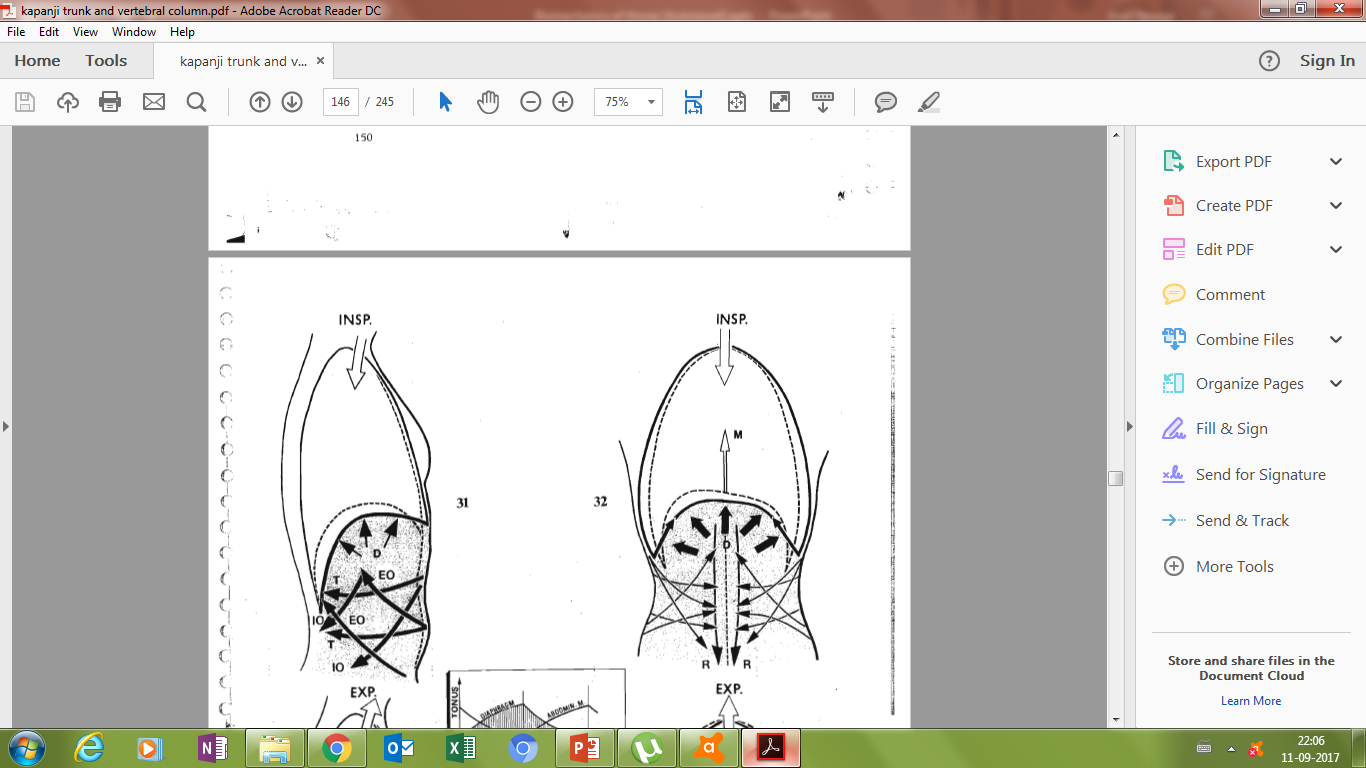 kapanji trunk and vertebral column.pdf - Adobe Acrobat Reader DC
File Edit View Window Help
Home Tools kapanji trunk and v... × ? Sign In
146 / 245 75%
150
INSP. INSP.
M
31 32
D D
T EO
IO EO
T
IO R R
EXP. EXP.
TONUS DIAPHRAGM ABDOMIN. M.
Export PDF
Create PDF
Edit PDF
Comment
Combine Files
Organize Pages
Fill & Sign
Send for Signature
Send & Track
More Tools
Store and share files in the
Document Cloud
Learn More
22:06
11-09-2017